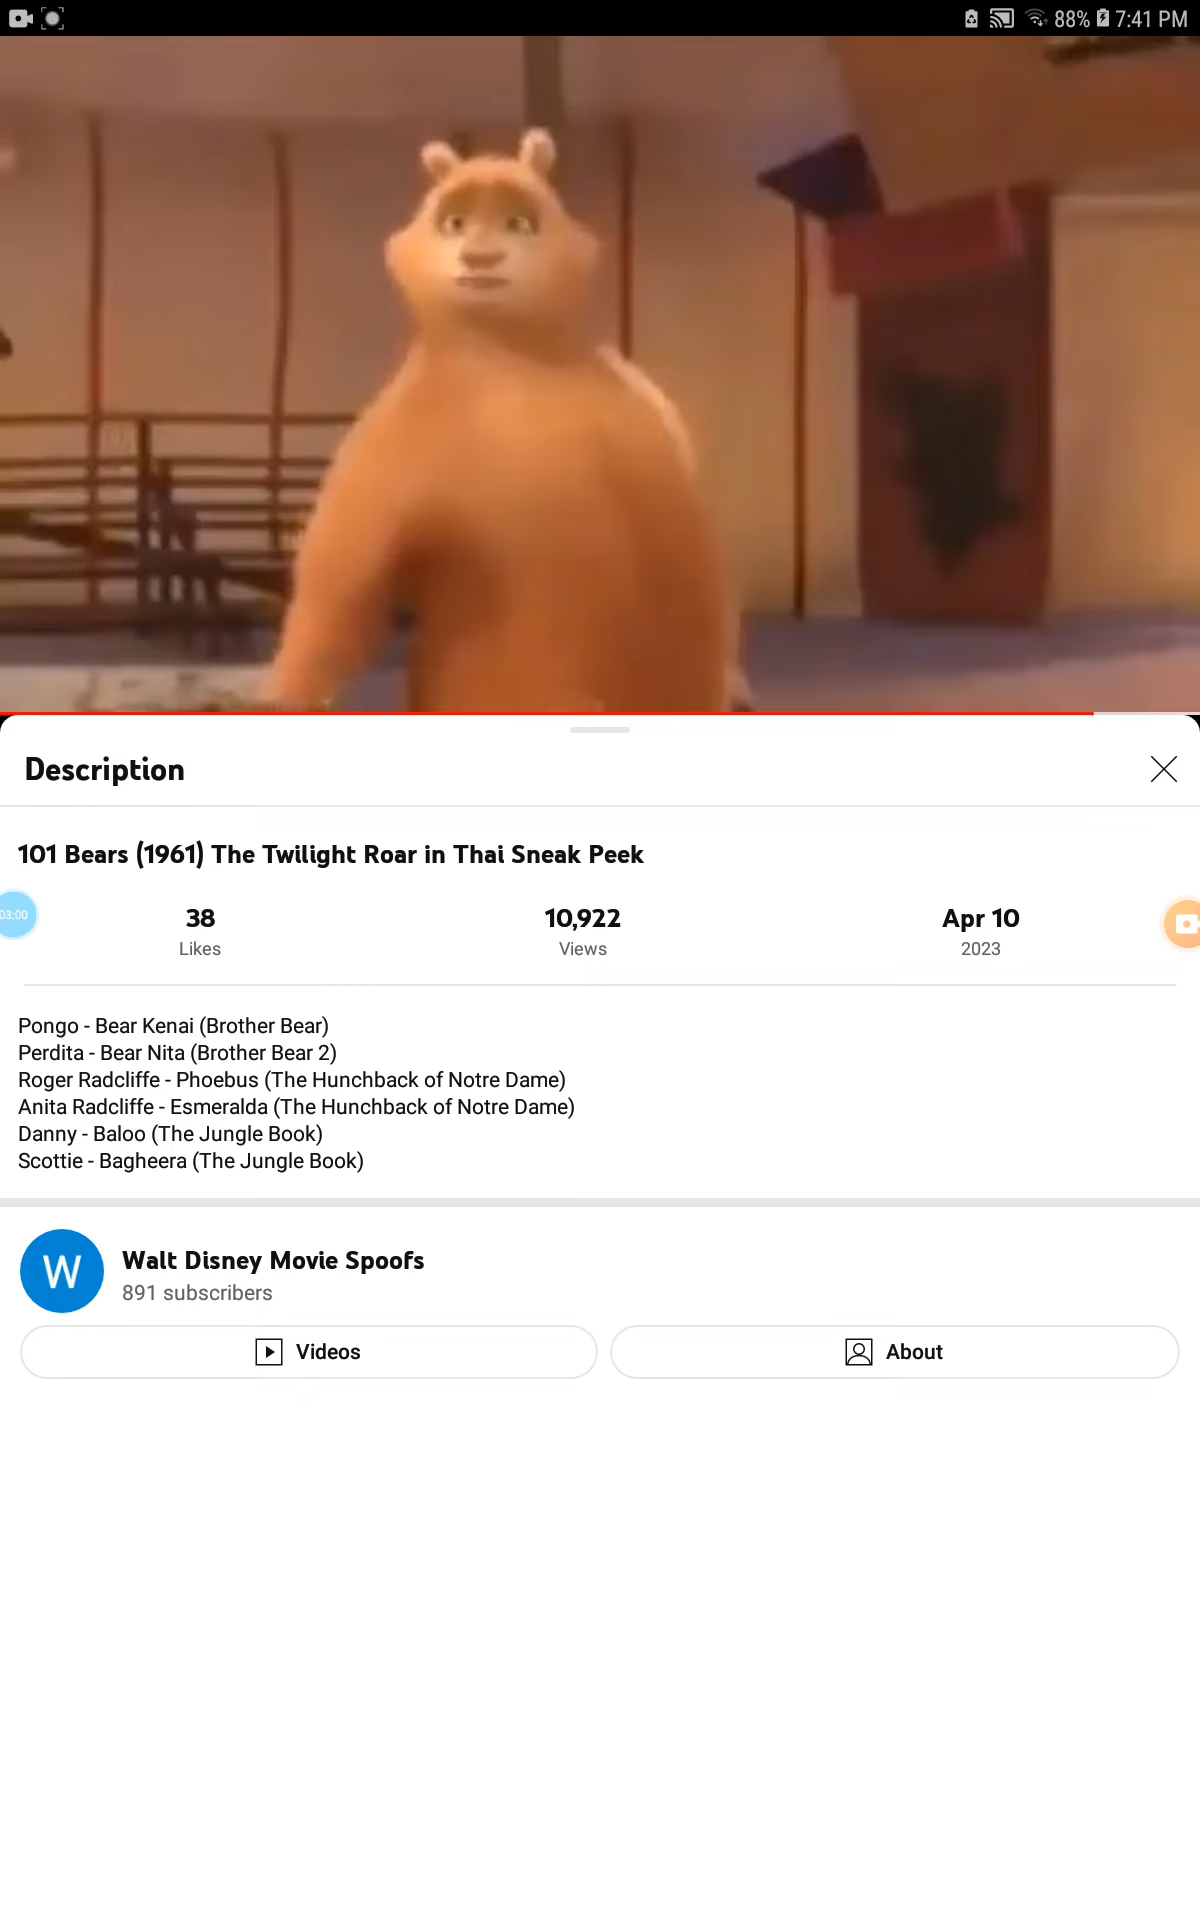 88% 7:41 PM
Description
101 Bears (1961) The Twilight Roar in Thai Sneak Peek
03:00
38 10,922 Apr 10
Likes Views 2023
Pongo - Bear Kenai (Brother Bear)
Perdita - Bear Nita (Brother Bear 2)
Roger Radcliffe - Phoebus (The Hunchback of Notre Dame)
Anita Radcliffe - Esmeralda (The Hunchback of Notre Dame)
Danny - Baloo (The Jungle Book)
Scottie - Bagheera (The Jungle Book)
W
Walt Disney Movie Spoofs
891 subscribers
Videos About